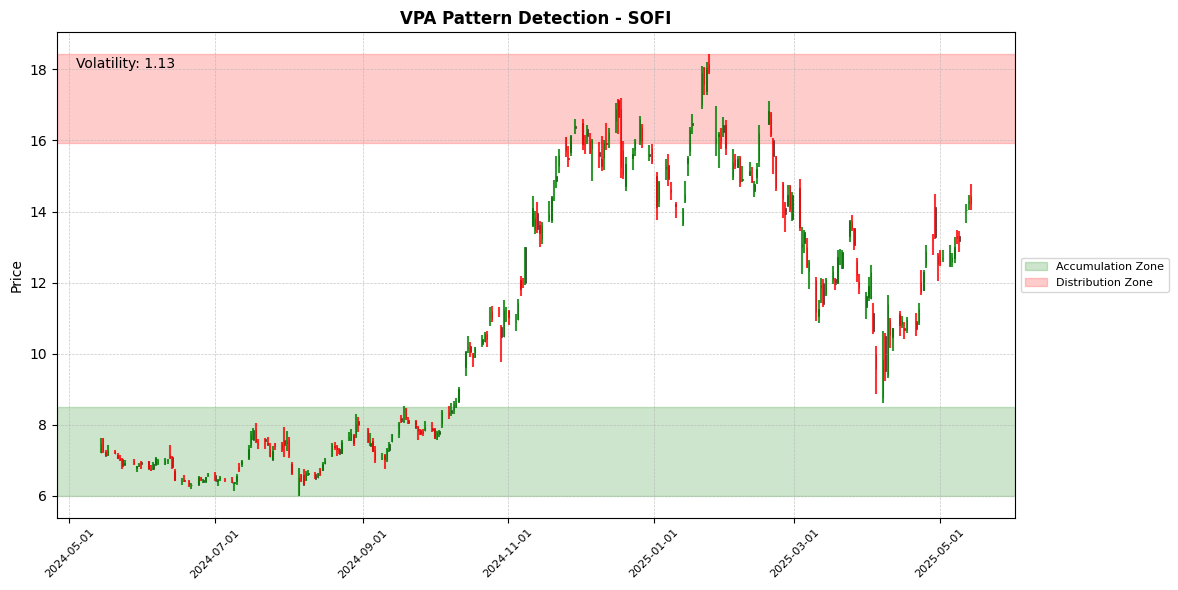 VPA Pattern Detection - SOFI
Volatility: 1.13
Price
18
16
14
12
10
8
6
2024-05-01
2024-07-01
2024-09-01
2024-11-01
2025-01-01
2025-03-01
2025-05-01
Accumulation Zone
Distribution Zone